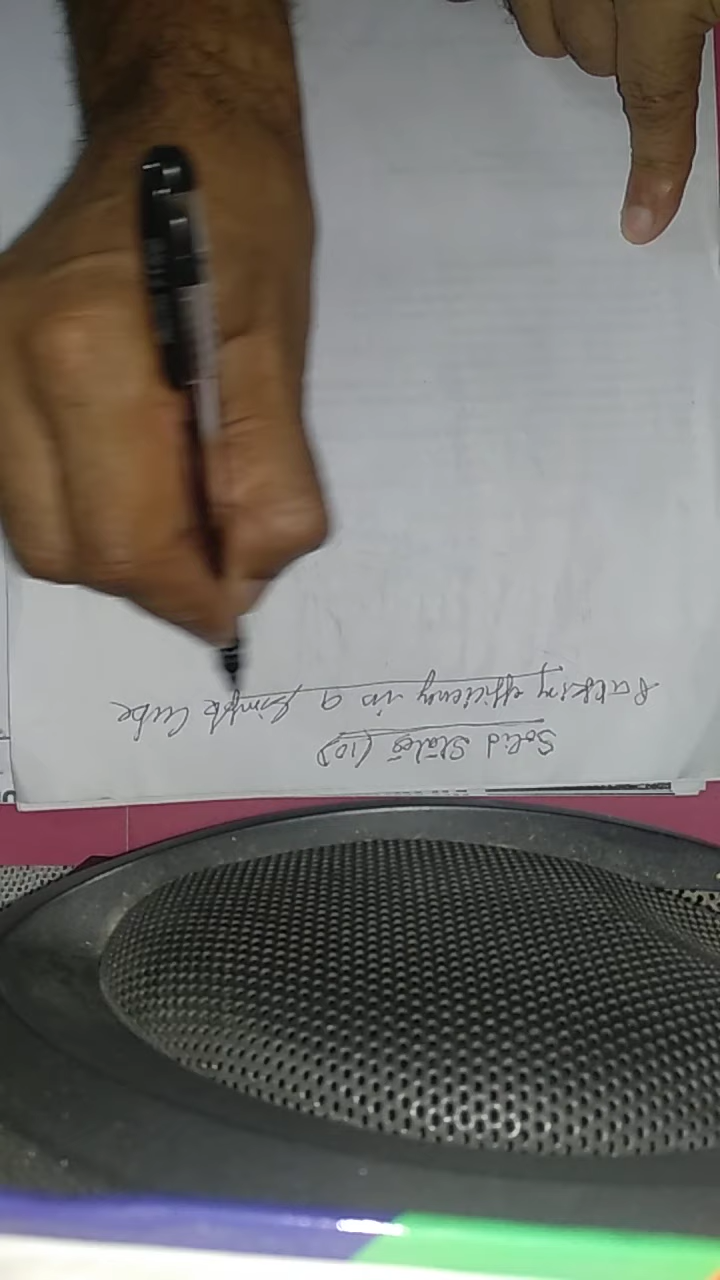 Solid States (10)
Packing efficiency in a Simple Cube